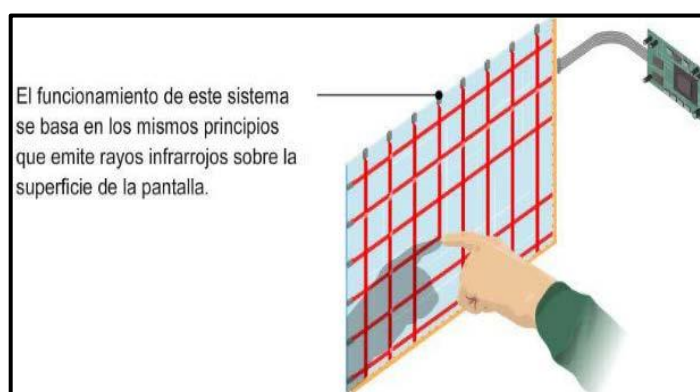 El funcionamiento de este sistema
se basa en los mismos principios
que emite rayos infrarrojos sobre la
superficie de la pantalla.